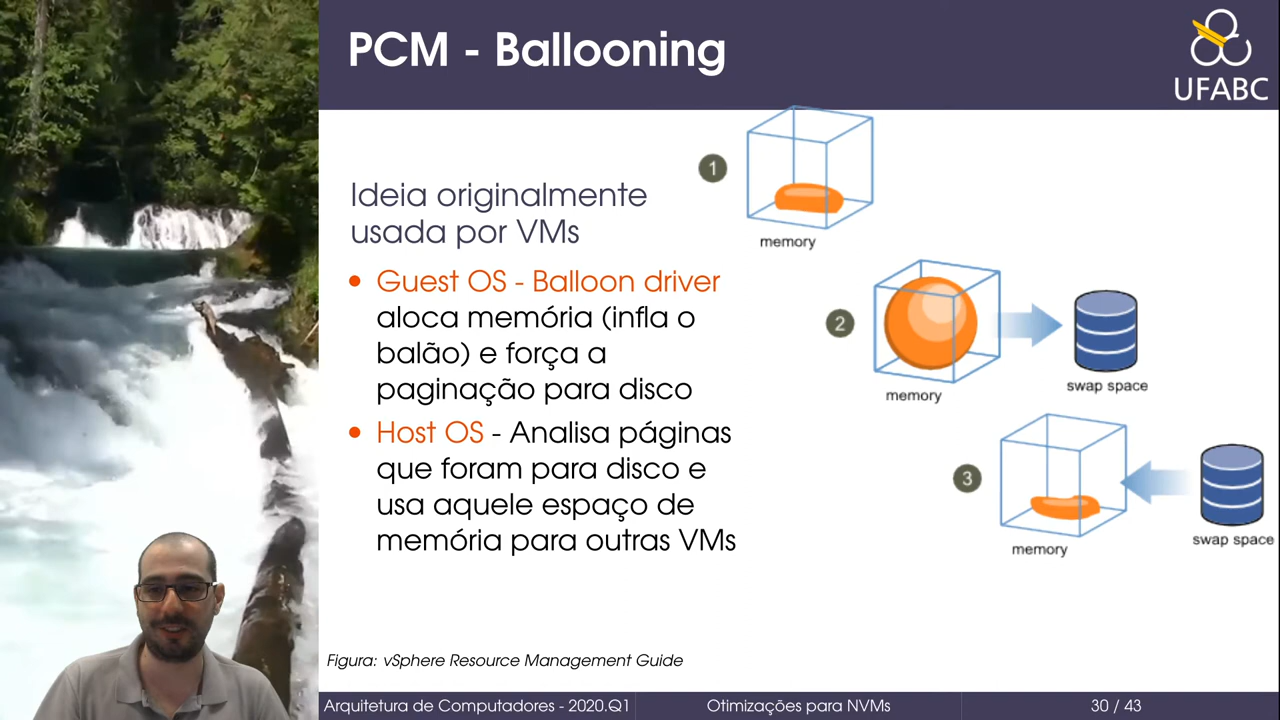 PCM - Ballooning
UFABC
Ideia originalmente
usada por VMs
• Guest OS - Balloon driver
aloca memória (infla o
balão) e força a
paginação para disco
• Host OS - Analisa páginas
que foram para disco e
usa aquele espaço de
memória para outras VMs
1
memory
2
memory
swap space
3
memory
swap space
Figura: vSphere Resource Management Guide
Arquitetura de Computadores - 2020.Q1
Otimizações para NVMs
30 / 43